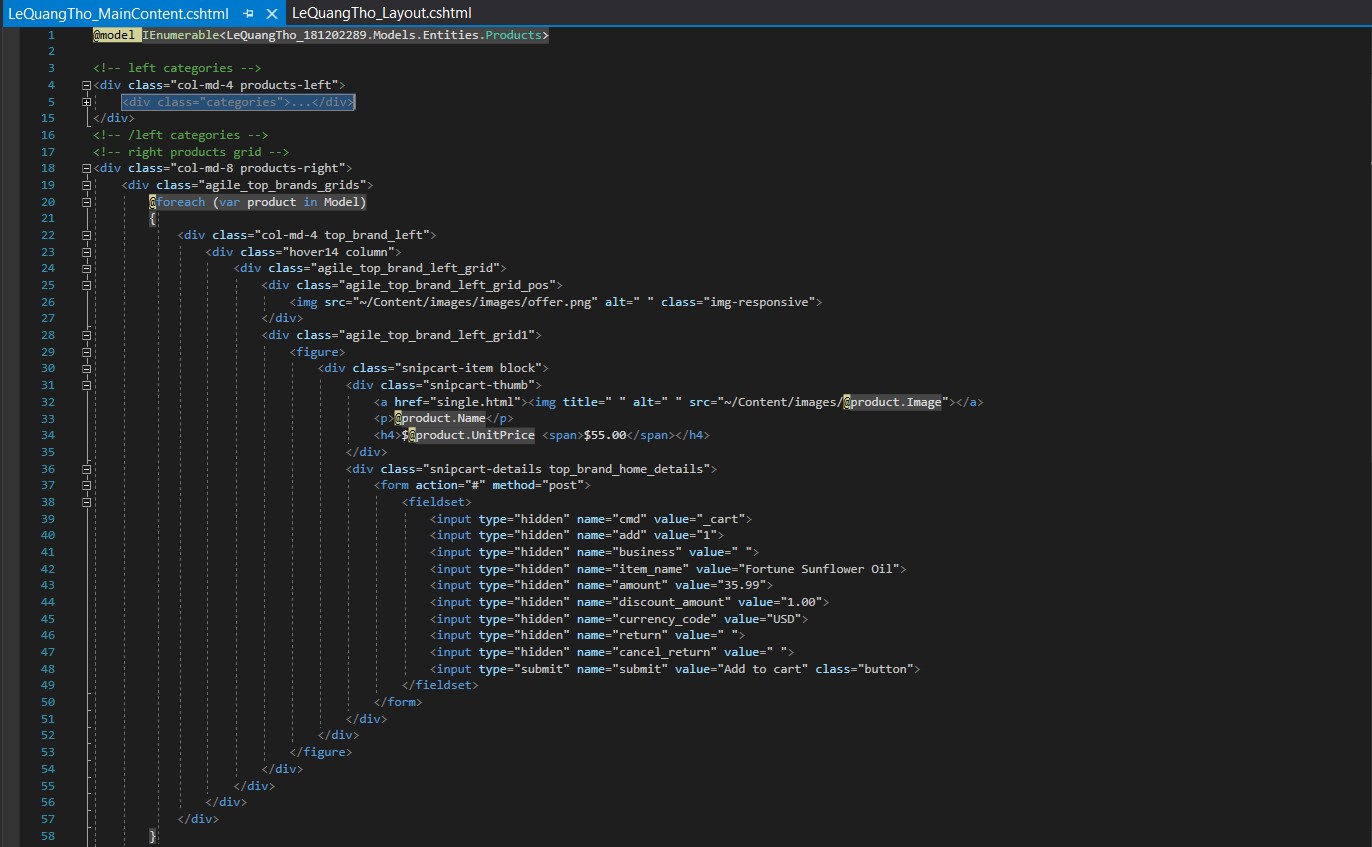 LeQuangTho_MainContent.cshtml LeQuangTho_Layout.cshtml
1 @model IEnumerable<LeQuangTho_181202289.Models.Entities.Products>
2
3 <!-- left categories -->
4 <div class="col-md-4 products-left">
5 <div class="categories">...</div>
15 </div>
16 <!-- /left categories -->
17 <!-- right products grid -->
18 <div class="col-md-8 products-right">
19 <div class="agile_top_brands_grids">
20 @foreach (var product in Model)
21 {
22 <div class="col-md-4 top_brand_left">
23 <div class="hover14 column">
24 <div class="agile_top_brand_left_grid">
25 <div class="agile_top_brand_left_grid_pos">
26 <img src="~/Content/images/images/offer.png" alt=" " class="img-responsive">
27 </div>
28 <div class="agile_top_brand_left_grid1">
29 <figure>
30 <div class="snipcart-item block">
31 <div class="snipcart-thumb">
32 <a href="single.html"><img title=" " alt=" " src="~/Content/images/@product.Image"></a>
33 <p>@product.Name</p>
34 <h4>$@product.UnitPrice <span>$55.00</span></h4>
35 </div>
36 <div class="snipcart-details top_brand_home_details">
37 <form action="#" method="post">
38 <fieldset>
39 <input type="hidden" name="cmd" value="_cart">
40 <input type="hidden" name="add" value="1">
41 <input type="hidden" name="business" value=" ">
42 <input type="hidden" name="item_name" value="Fortune Sunflower Oil">
43 <input type="hidden" name="amount" value="35.99">
44 <input type="hidden" name="discount_amount" value="1.00">
45 <input type="hidden" name="currency_code" value="USD">
46 <input type="hidden" name="return" value=" ">
47 <input type="hidden" name="cancel_return" value=" ">
48 <input type="submit" name="submit" value="Add to cart" class="button">
49 </fieldset>
50 </form>
51 </div>
52 </div>
53 </figure>
54 </div>
55 </div>
56 </div>
57 </div>
58 }